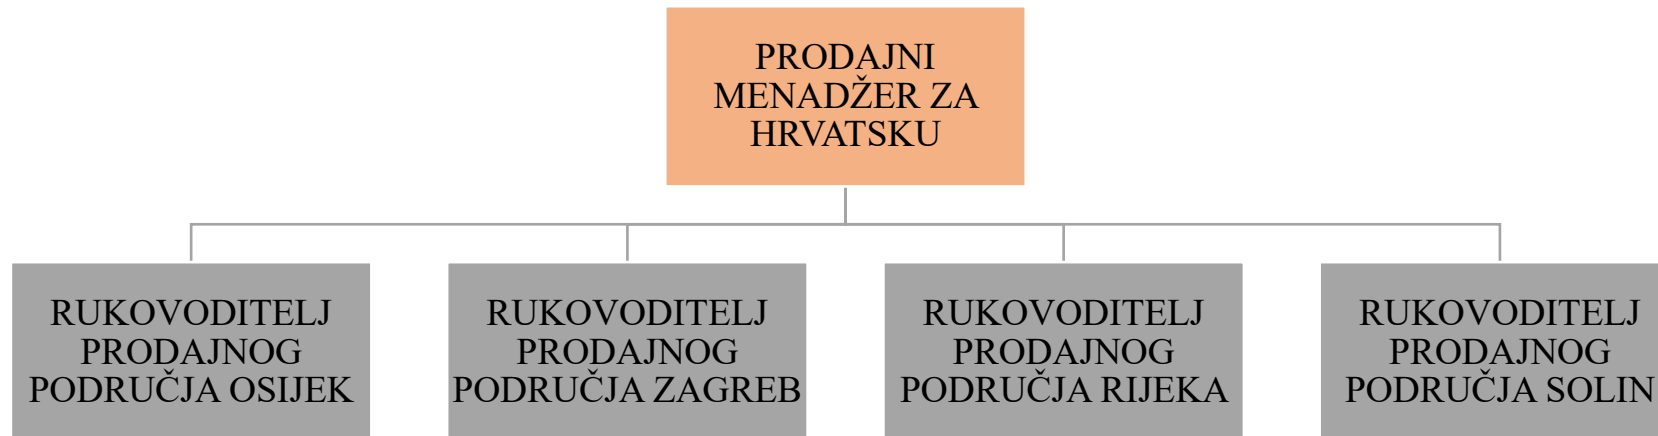 PRODAJNI
MENADŽER ZA
HRVATSKU
RUKOVODITELJ
PRODAJNOG
PODRUČJA OSIJEK
RUKOVODITELJ
PRODAJNOG
PODRUČJA ZAGREB
RUKOVODITELJ
PRODAJNOG
PODRUČJA RIJEKA
RUKOVODITELJ
PRODAJNOG
PODRUČJA SOLIN